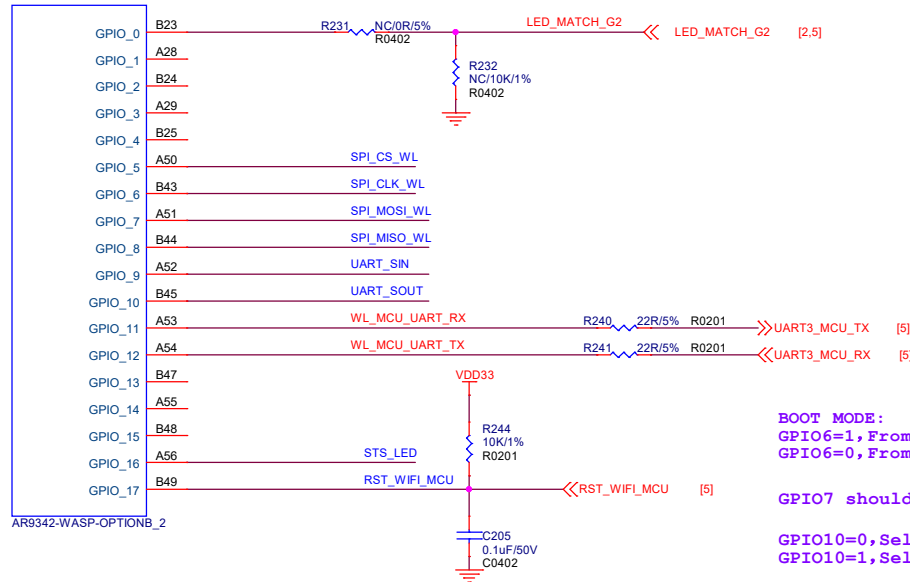 GPIO_0 B23 R231 NC/0R/5% R0402 LED_MATCH_G2 LED_MATCH_G2 [2,5]
GPIO_1 A28
R232
NC/10K/1%
R0402
GPIO_2 B24
GPIO_3 A29
GPIO_4 B25
GPIO_5 A50 SPI_CS_WL
GPIO_6 B43 SPI_CLK_WL
GPIO_7 A51 SPI_MOSI_WL
GPIO_8 B44 SPI_MISO_WL
GPIO_9 A52 UART_SIN
GPIO_10 B45 UART_SOUT
GPIO_11 A53 WL_MCU_UART_RX R240 22R/5% R0201 UART3_MCU_TX [5]
GPIO_12 A54 WL_MCU_UART_TX R241 22R/5% R0201 UART3_MCU_RX [5]
GPIO_13 B47
VDD33
GPIO_14 A55
GPIO_15 B48
R244
10K/1%
R0201
GPIO_16 A56 STS_LED
GPIO_17 B49 RST_WIFI_MCU RST_WIFI_MCU [5]
AR9342-WASP-OPTIONB_2
C205
0.1uF/50V
C0402
BOOT MODE:
GPIO6=1,From
GPIO6=0,From
GPIO7 should
GPIO10=0,Sel
GPIO10=1,Sel